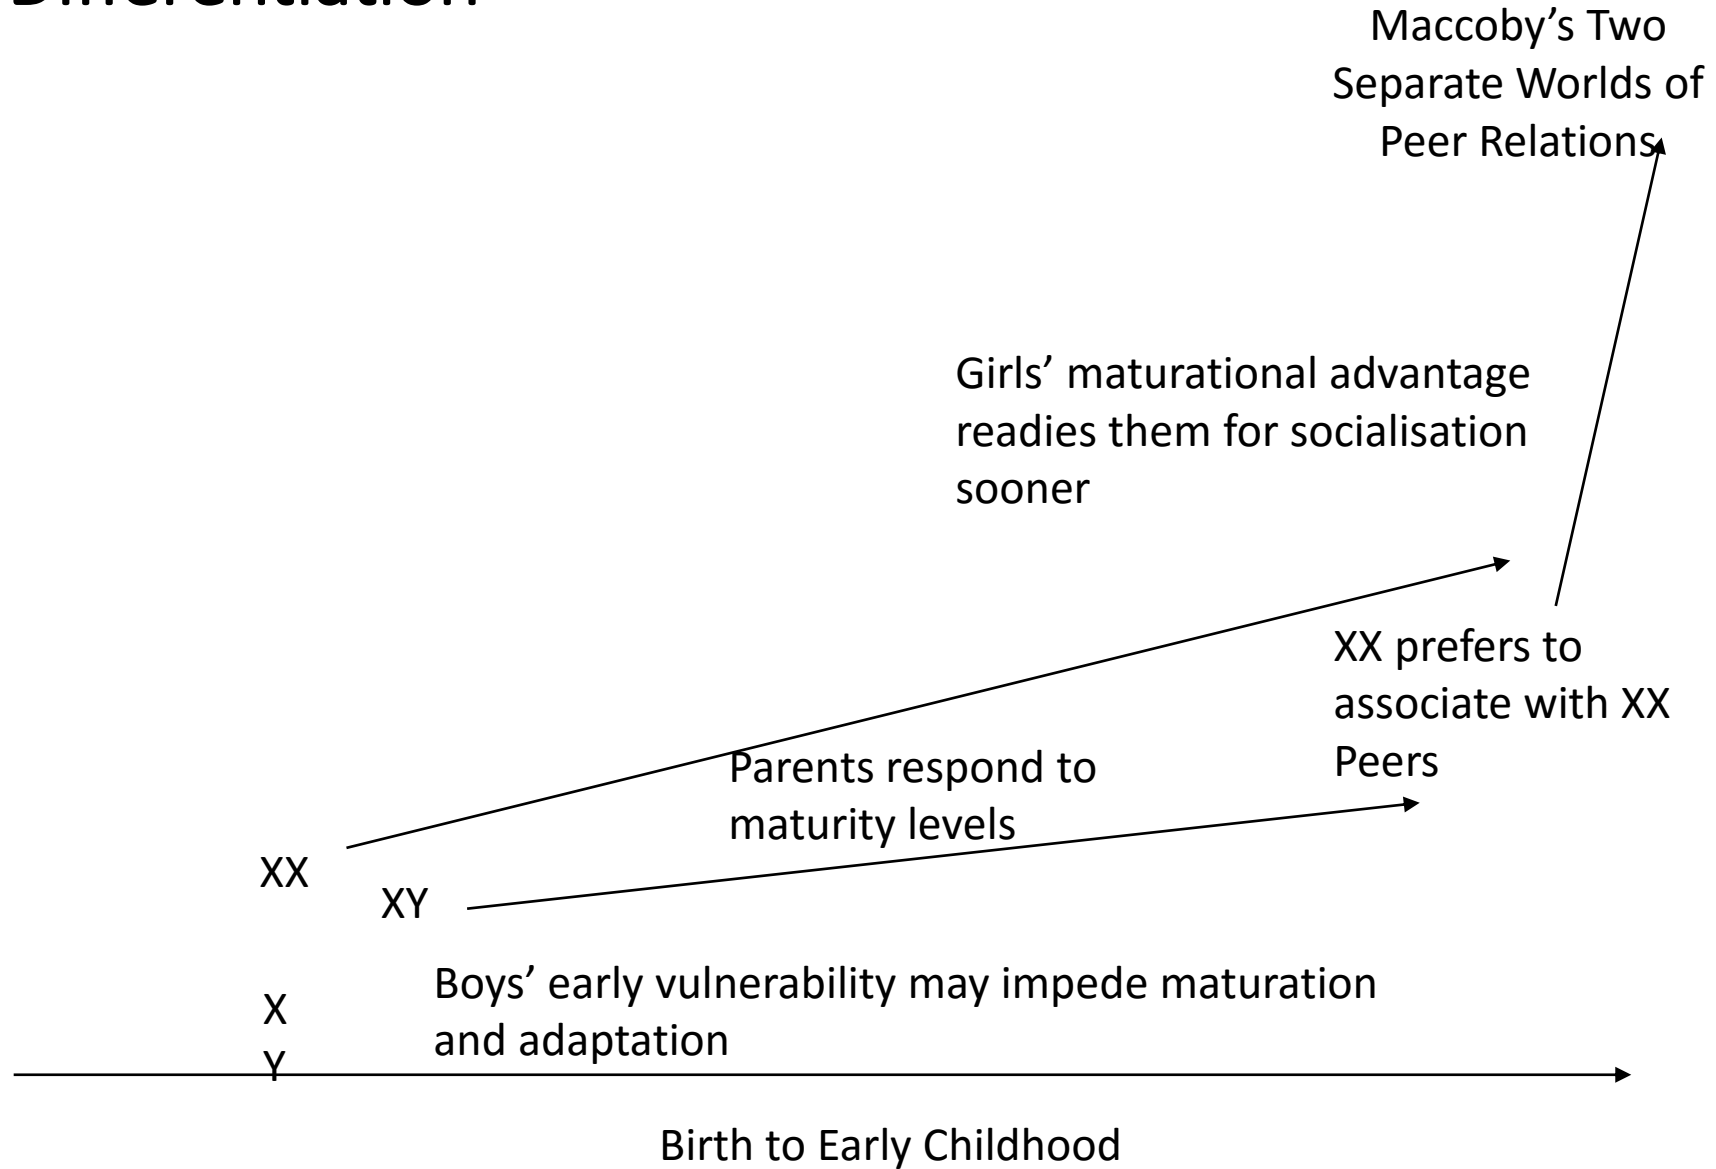 Differentiation
Maccoby’s Two
Separate Worlds of
Peer Relations
Girls’ maturational advantage
readies them for socialisation
sooner
XX prefers to
associate with XX
Peers
Parents respond to
maturity levels
XX
XY
Boys’ early vulnerability may impede maturation
and adaptation
X
Y
Birth to Early Childhood